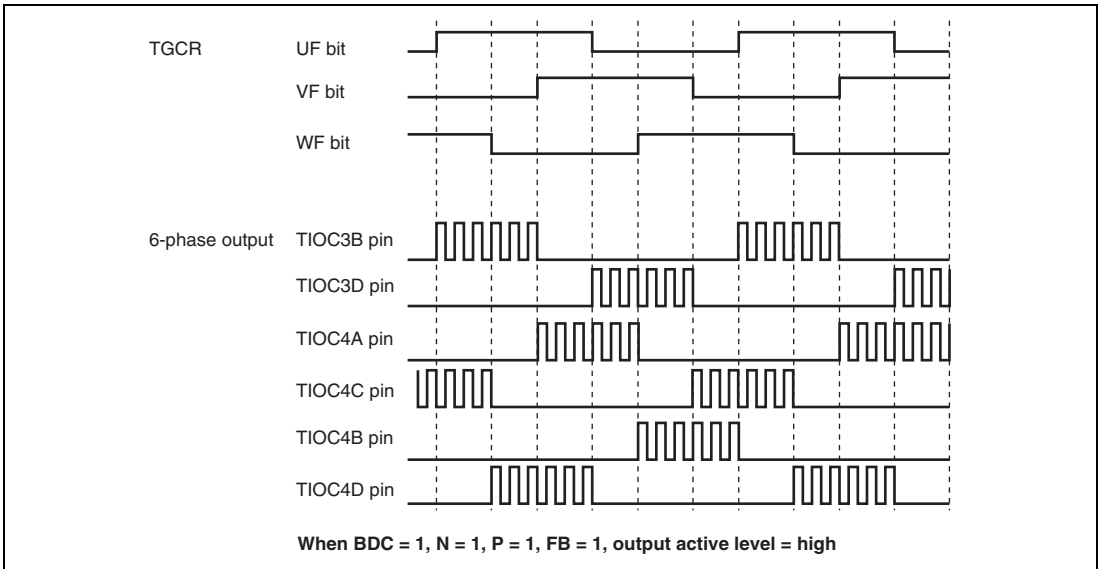 TGCR UF bit
VF bit
WF bit
6-phase output TIOC3B pin
TIOC3D pin
TIOC4A pin
TIOC4C pin
TIOC4B pin
TIOC4D pin
When BDC = 1, N = 1, P = 1, FB = 1, output active level = high